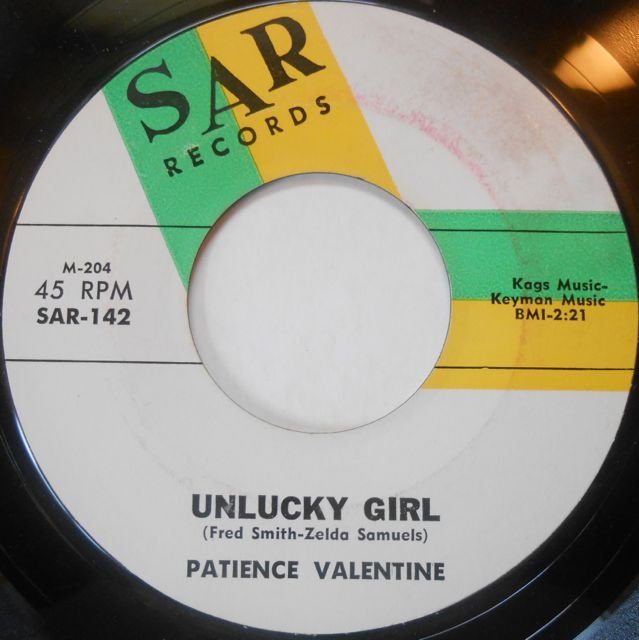 SAR
RECORDS
M-204
45 RPM
SAR-142
Kags Music-
Keyman Music
BMI-2:21
UNLUCKY GIRL
(Fred Smith-Zelda Samuels)
PATIENCE VALENTINE